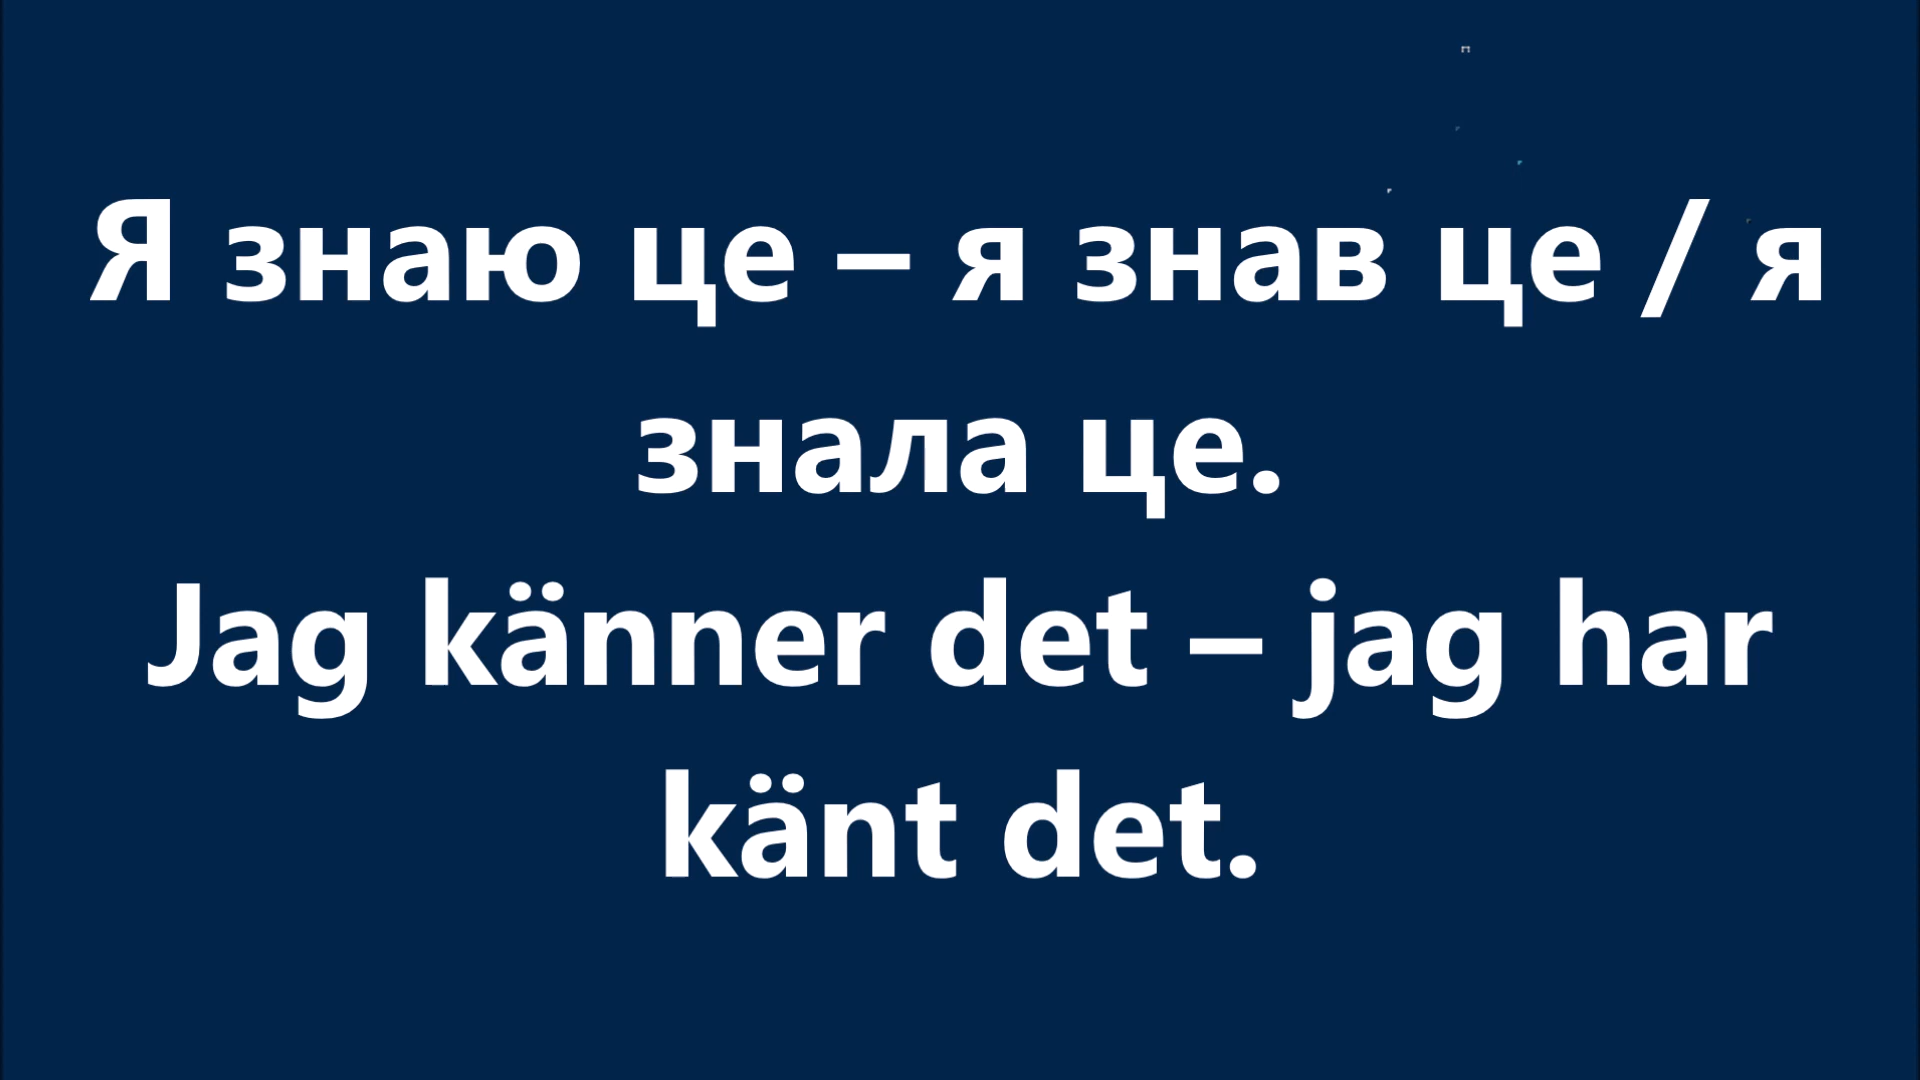 Я знаю це – я знав це / я
знала це.
Jag känner det – jag har
känt det.